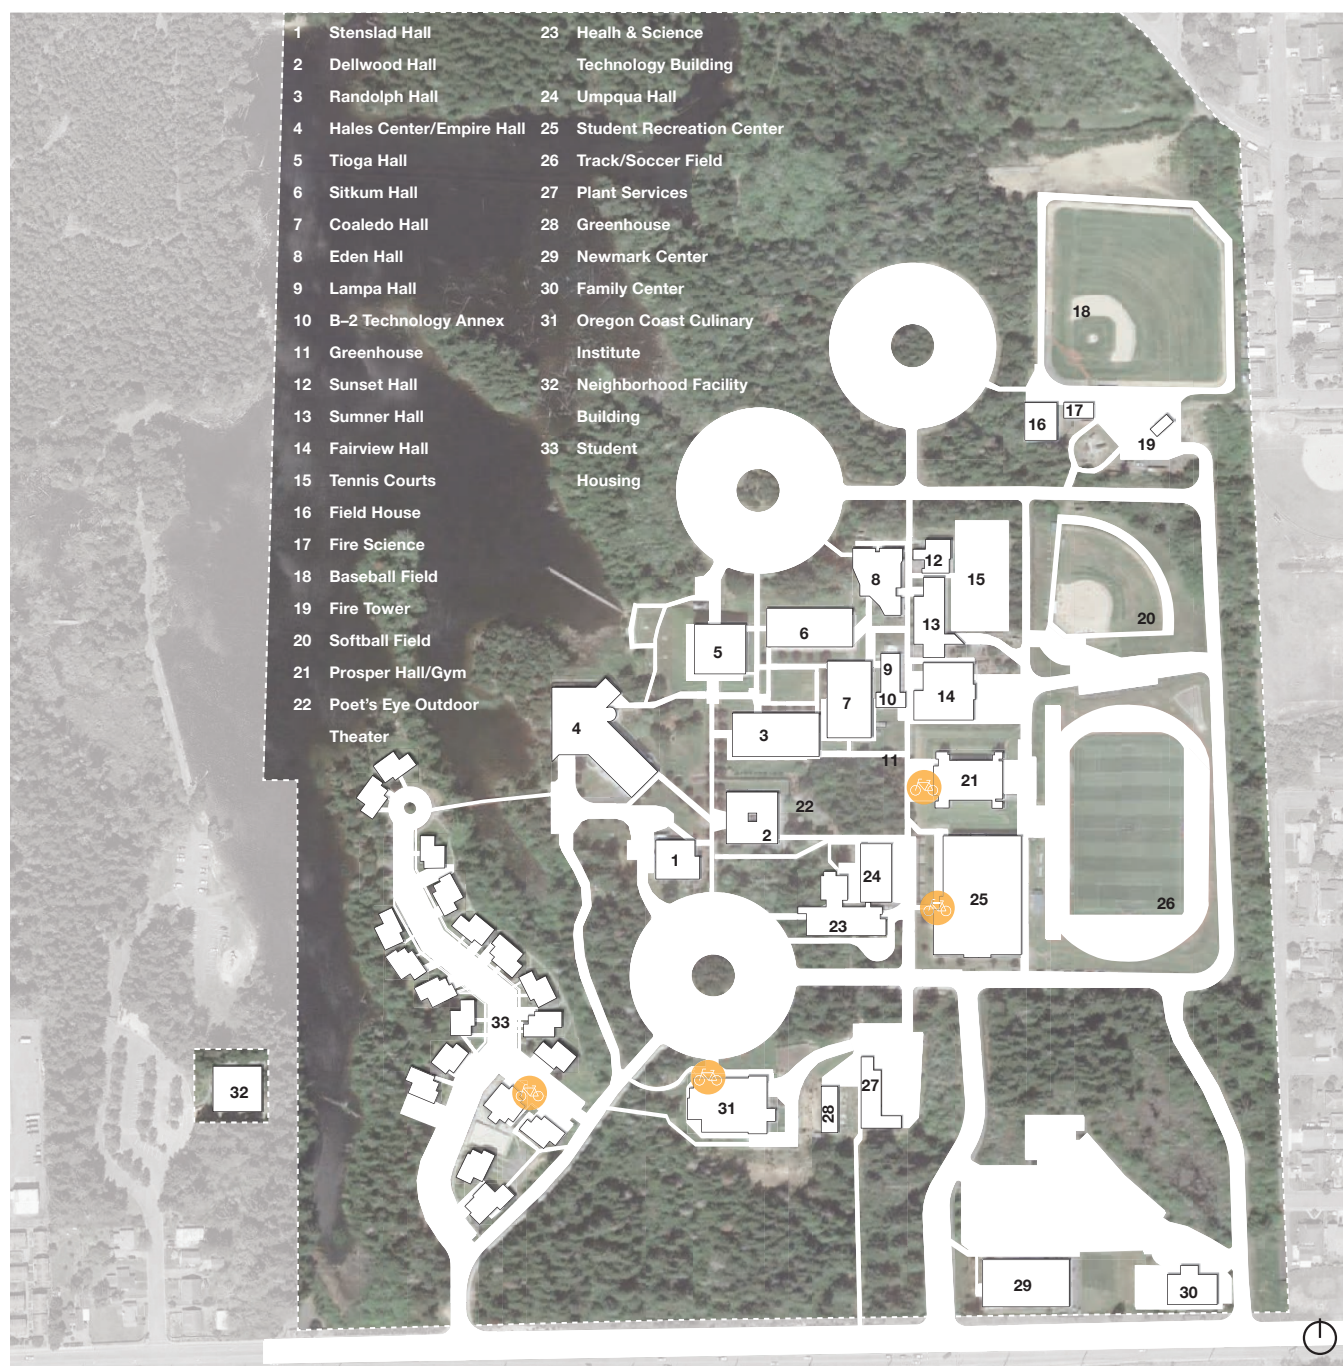 1 Stenslad Hall
2 Dellwood Hall
3 Randolph Hall
4 Hales Center/Empire Hall
5 Tioga Hall
6 Sitkum Hall
7 Coaledo Hall
8 Eden Hall
9 Lampa Hall
10 B–2 Technology Annex
11 Greenhouse
12 Sunset Hall
13 Sumner Hall
14 Fairview Hall
15 Tennis Courts
16 Field House
17 Fire Science
18 Baseball Field
19 Fire Tower
20 Softball Field
21 Prosper Hall/Gym
22 Poet's Eye Outdoor
Theater
23 Healh & Science
Technology Building
24 Umpqua Hall
25 Student Recreation Center
26 Track/Soccer Field
27 Plant Services
28 Greenhouse
29 Newmark Center
30 Family Center
31 Oregon Coast Culinary
Institute
32 Neighborhood Facility
Building
33 Student
Housing
18
17
16
19
12
8
15
20
13
6
5
9
14
10
7
4
3
11
21
22
2
1
24
25
26
23
33
27
32
31
28
29
30